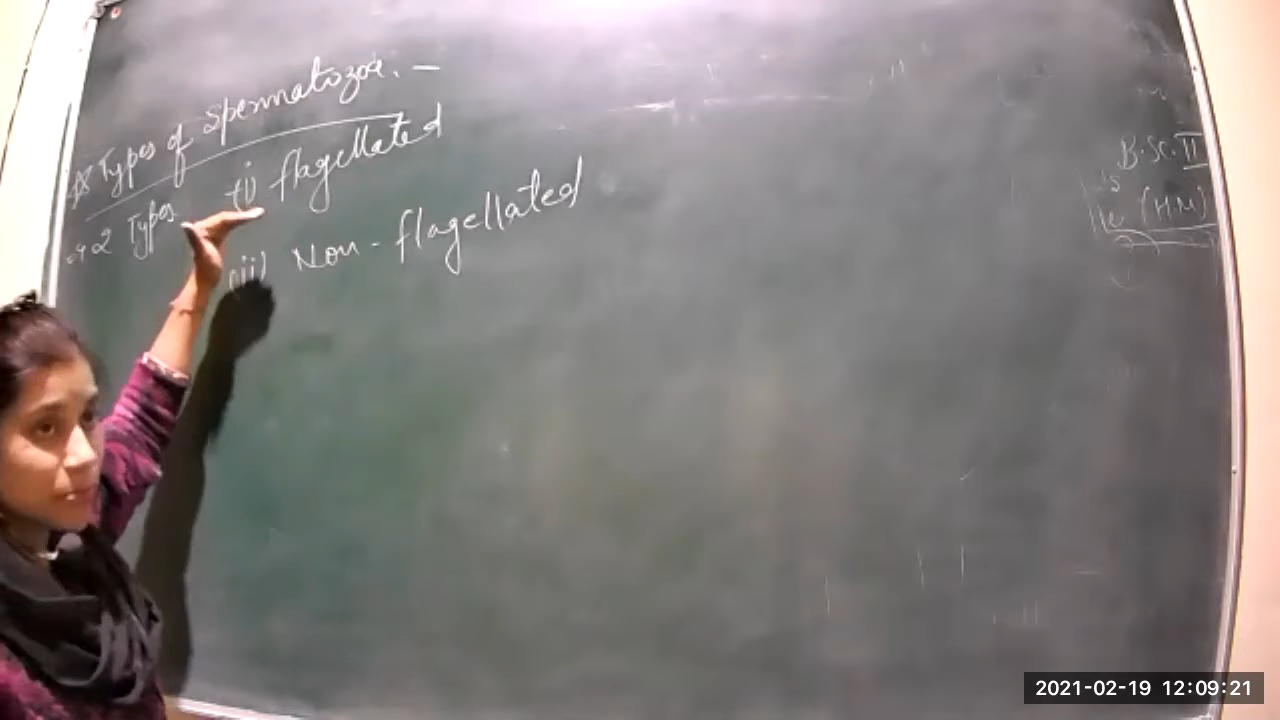 * Types of Spermatozoa. —
→ 2 Types (i) flagellated
(ii) Non-flagellated
B.Sc. II
(H.M)
2021-02-19 12:09:21